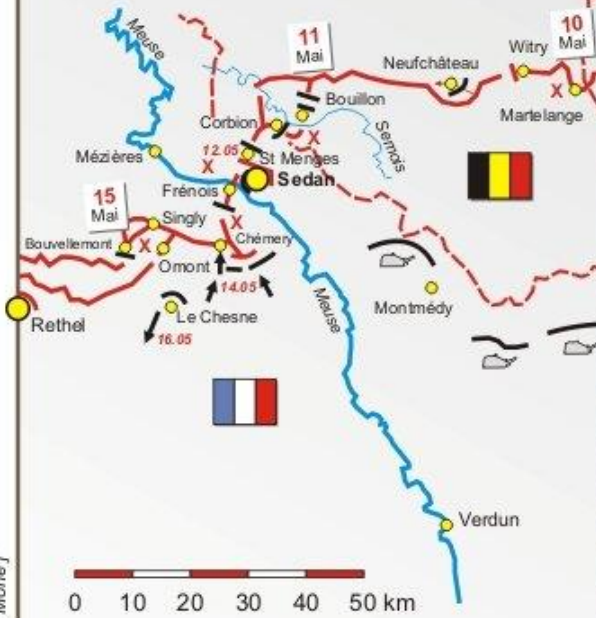 Meuse
11
Mai
10
Mai
Witry
Neufchâteau
Martelange
Bouillon
Corbion
X
X
Semois
12.05
St Menges
Mézières
X
Sedan
Frénois
15
Mai
Singly
X
Bouvellemont
X
Chémery
Omont
14.05
Meuse
Montmédy
Le Chesne
Rethel
16.05
Verdun
0 10 20 30 40 50 km